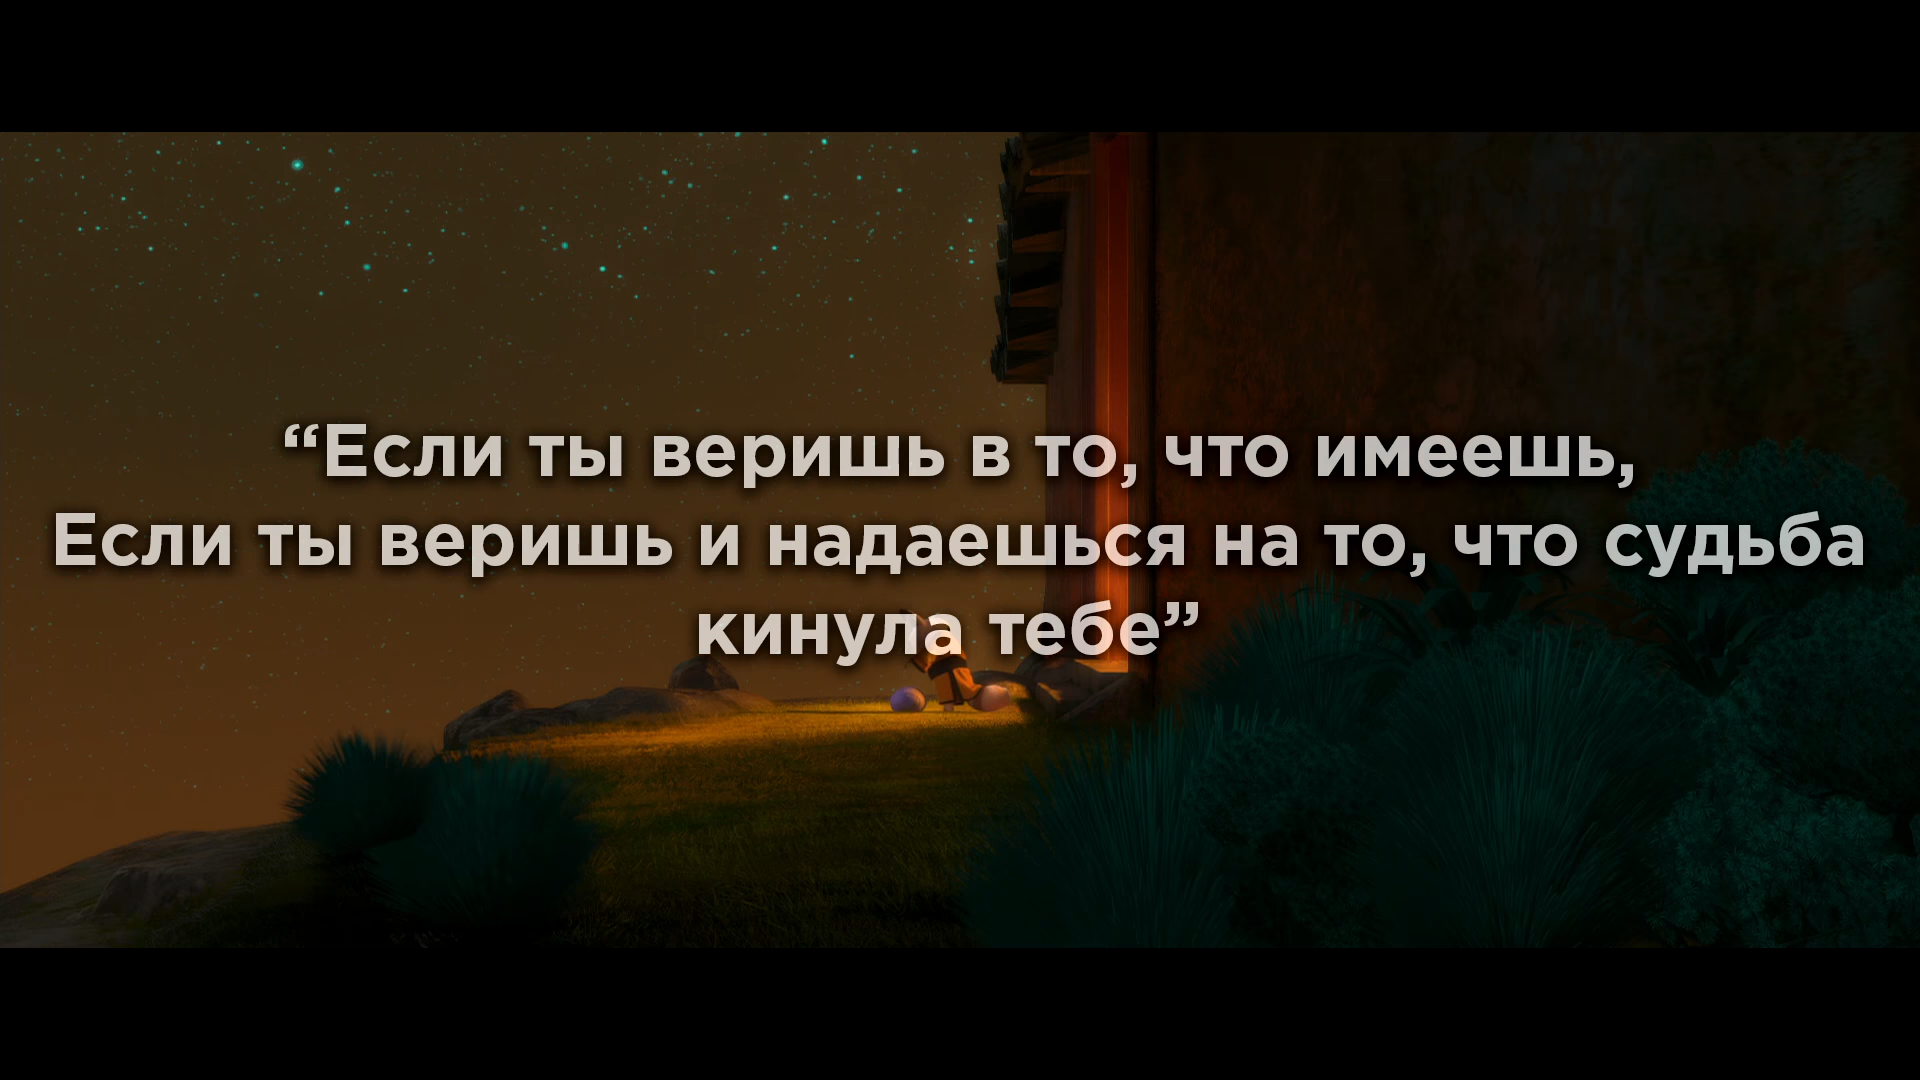 “Если ты веришь в то, что имеешь,
Если ты веришь и надаешься на то, что судьба
кинула тебе”